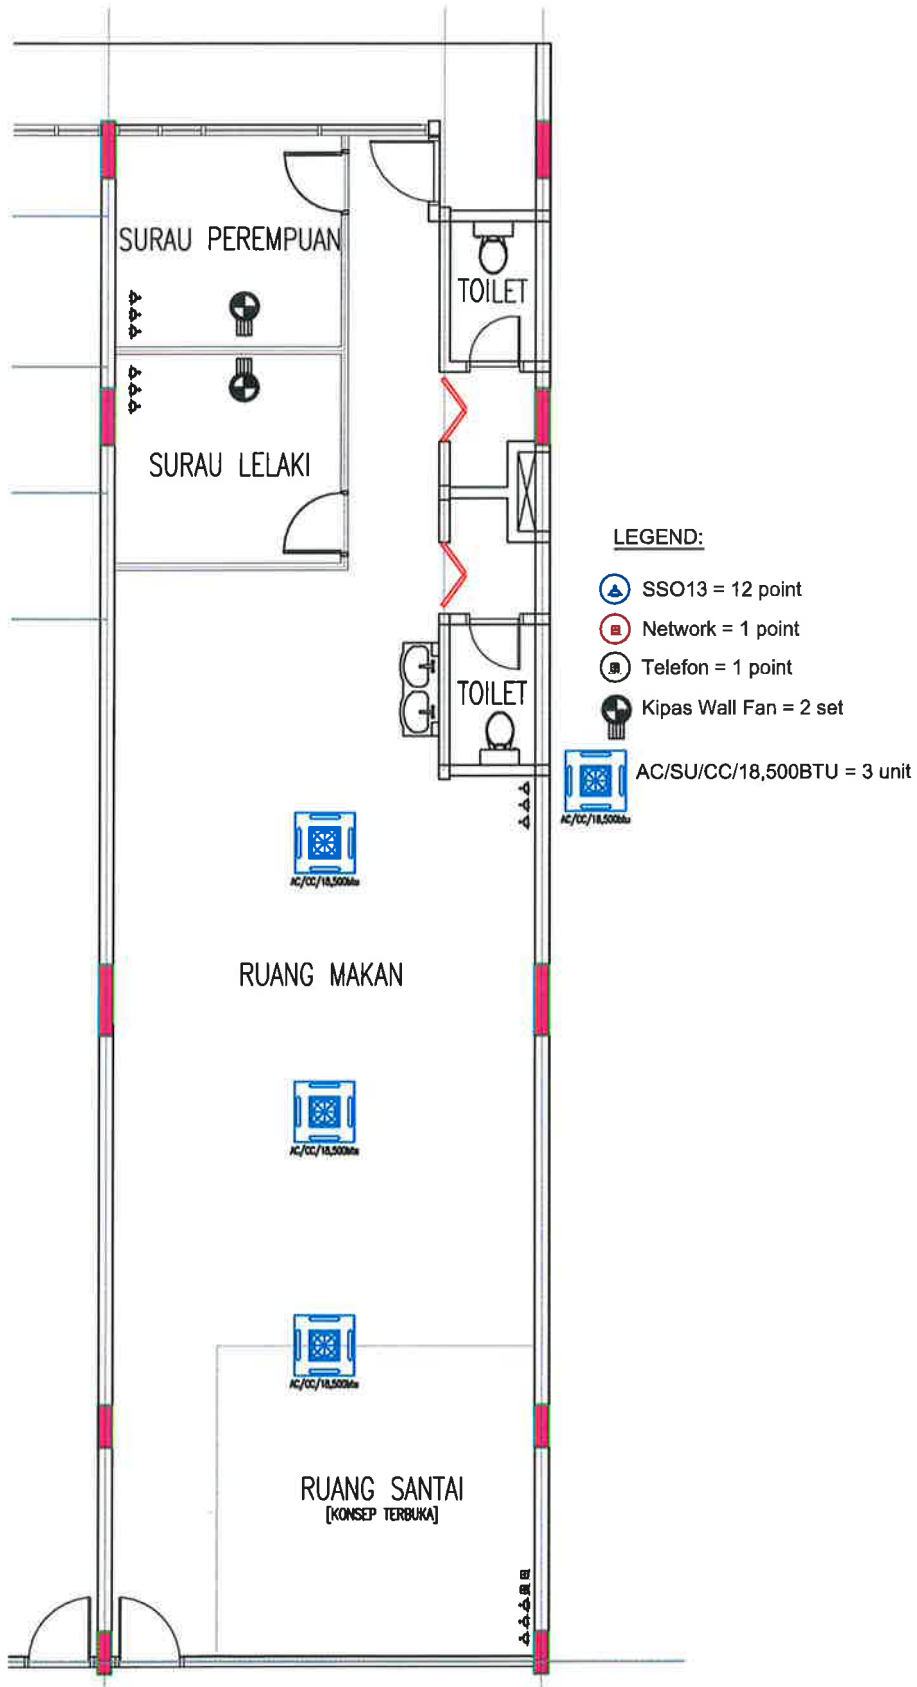 SURAU PEREMPUAN
TOILET
SURAU LELAKI
LEGEND:
SSO13 = 12 point
Network = 1 point
Telefon = 1 point
Kipas Wall Fan = 2 set
AC/SU/CC/18,500BTU = 3 unit
AC/CC/18,500btu
TOILET
AC/CC/18,500btu
RUANG MAKAN
AC/CC/18,500btu
AC/CC/18,500btu
RUANG SANTAI
[KONSEP TERBUKA]